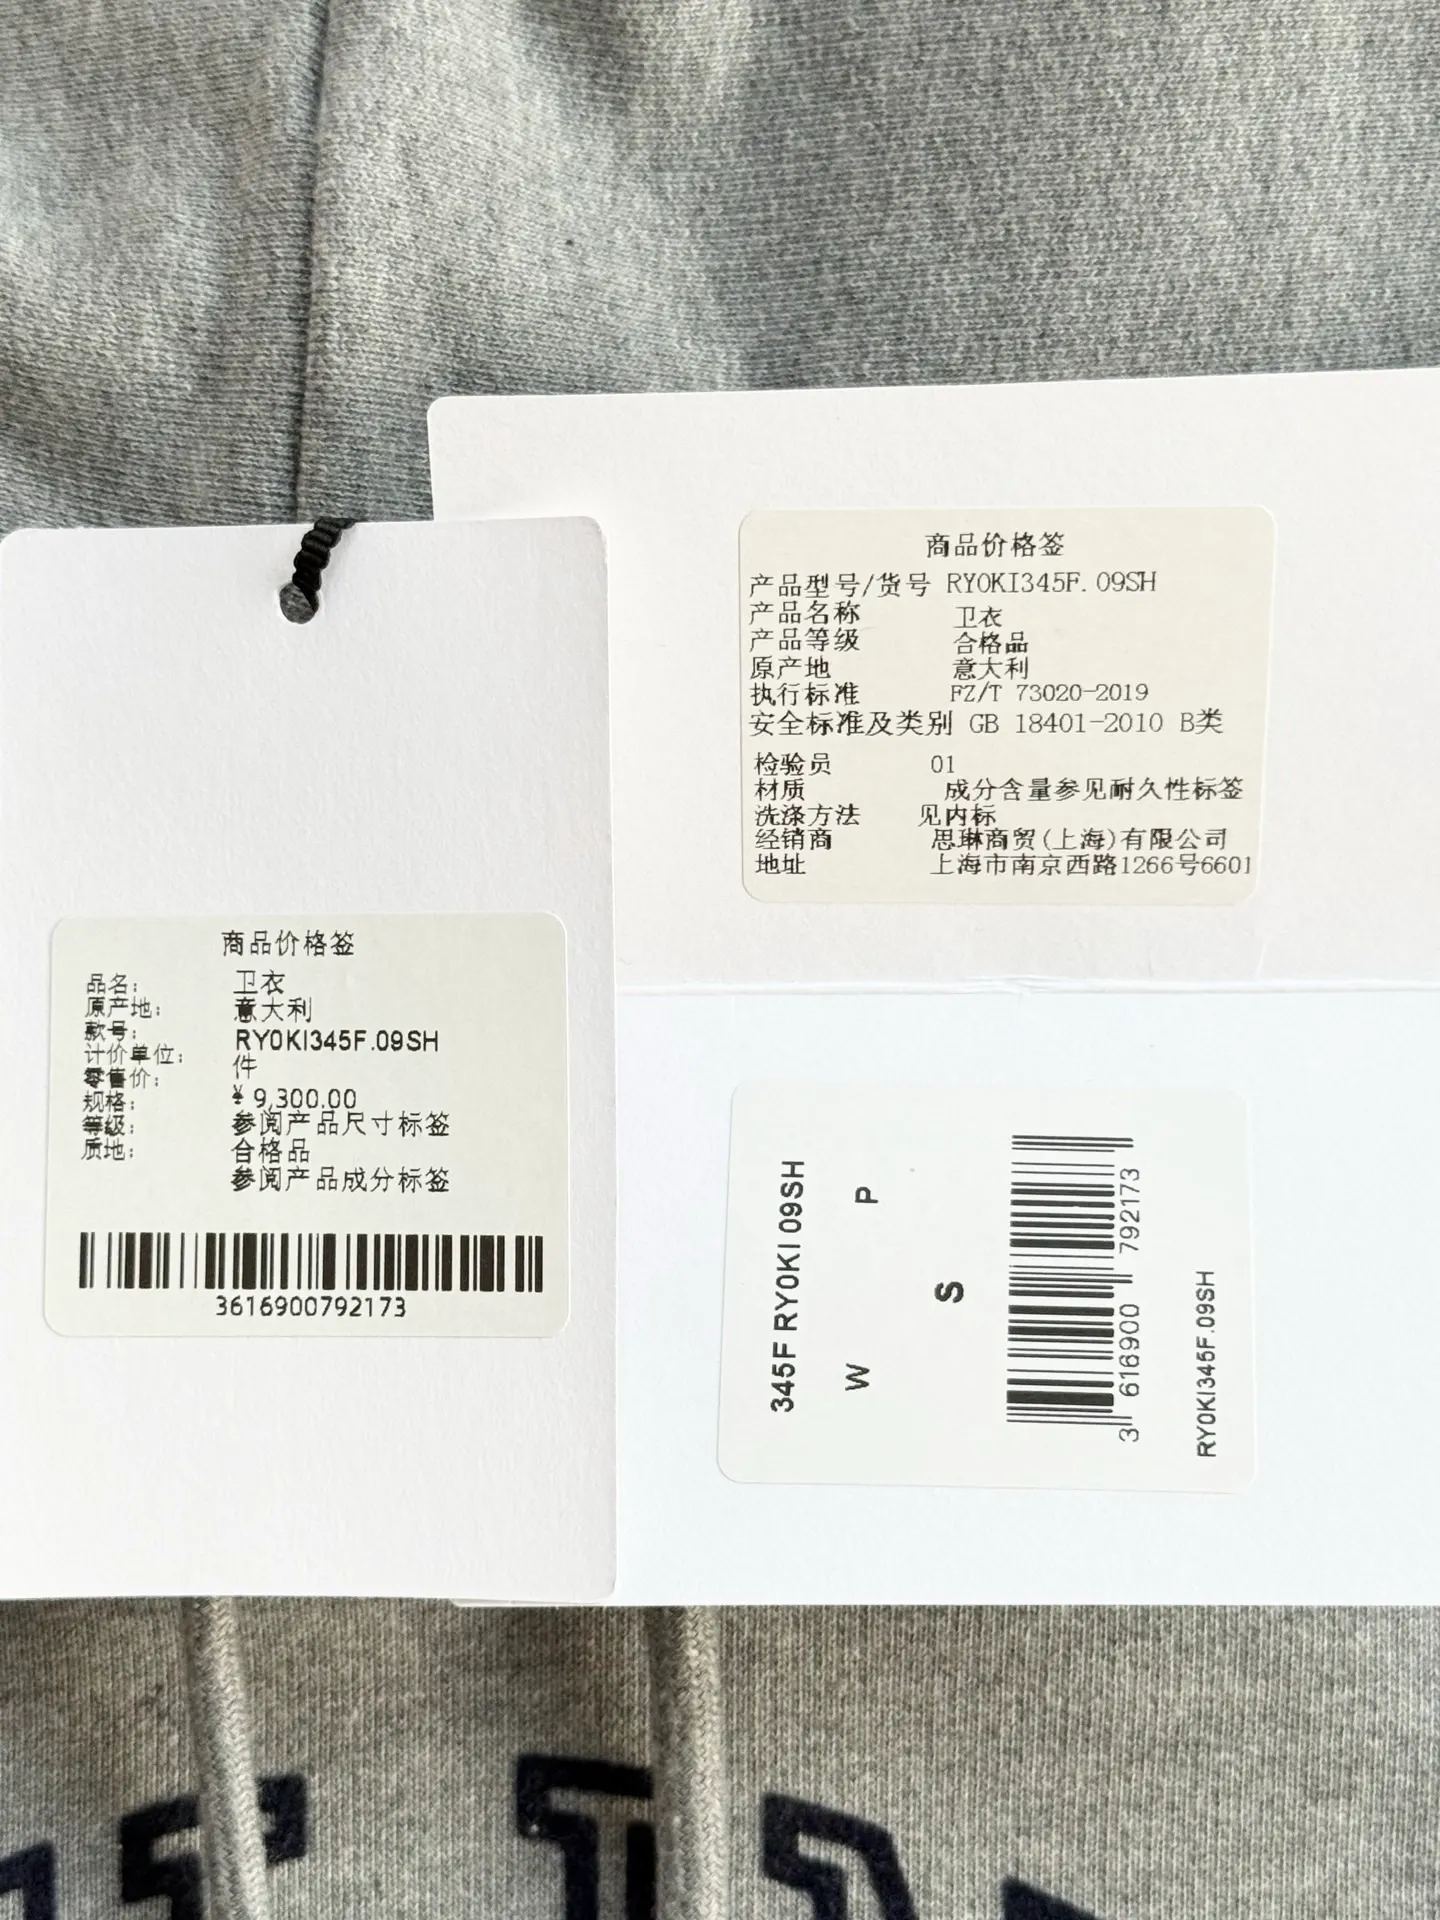 商品价格签
产品型号/货号 RY0KI345F.09SH
产品名称 卫衣
产品等级 合格品
原产地 意大利
执行标准 FZ/T 73020-2019
安全标准及类别 GB 18401-2010 B类
检验员 01
材质 成分含量参见耐久性标签
洗涤方法 见内标
经销商 思琳商贸(上海)有限公司
地址 上海市南京西路1266号6601
商品价格签
品名: 卫衣
原产地: 意大利
款号: RY0KI345F.09SH
计价单位: 件
零售价: ¥ 9,300.00
规格: 参阅产品尺寸标签
等级: 合格品
质地: 参阅产品成分标签
3616900792173
345F RY0KI 09SH
W P
S
3 616900 792173
RY0KI345F.09SH